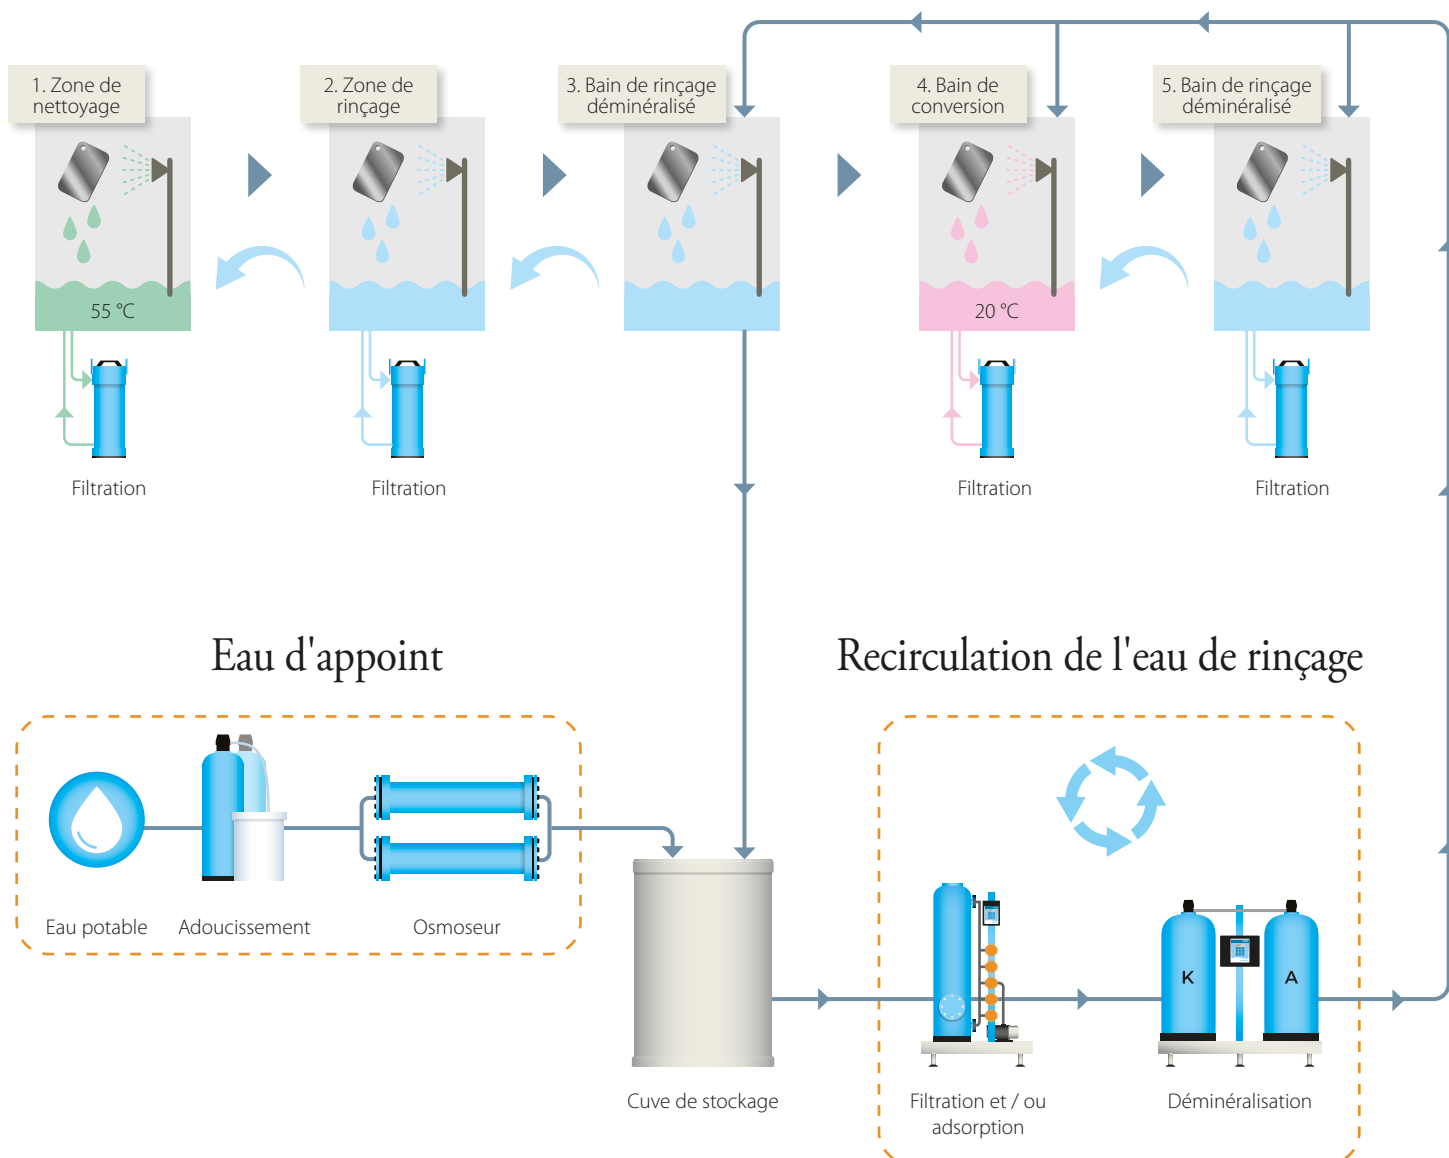 1. Zone de
nettoyage
2. Zone de
rinçage
3. Bain de rinçage
déminéralisé
4. Bain de
conversion
5. Bain de rinçage
déminéralisé
55 °C
20 °C
Filtration
Filtration
Filtration
Filtration
Eau d'appoint
Recirculation de l'eau de rinçage
Eau potable
Adoucissement
Osmoseur
K
A
Cuve de stockage
Filtration et / ou
adsorption
Déminéralisation